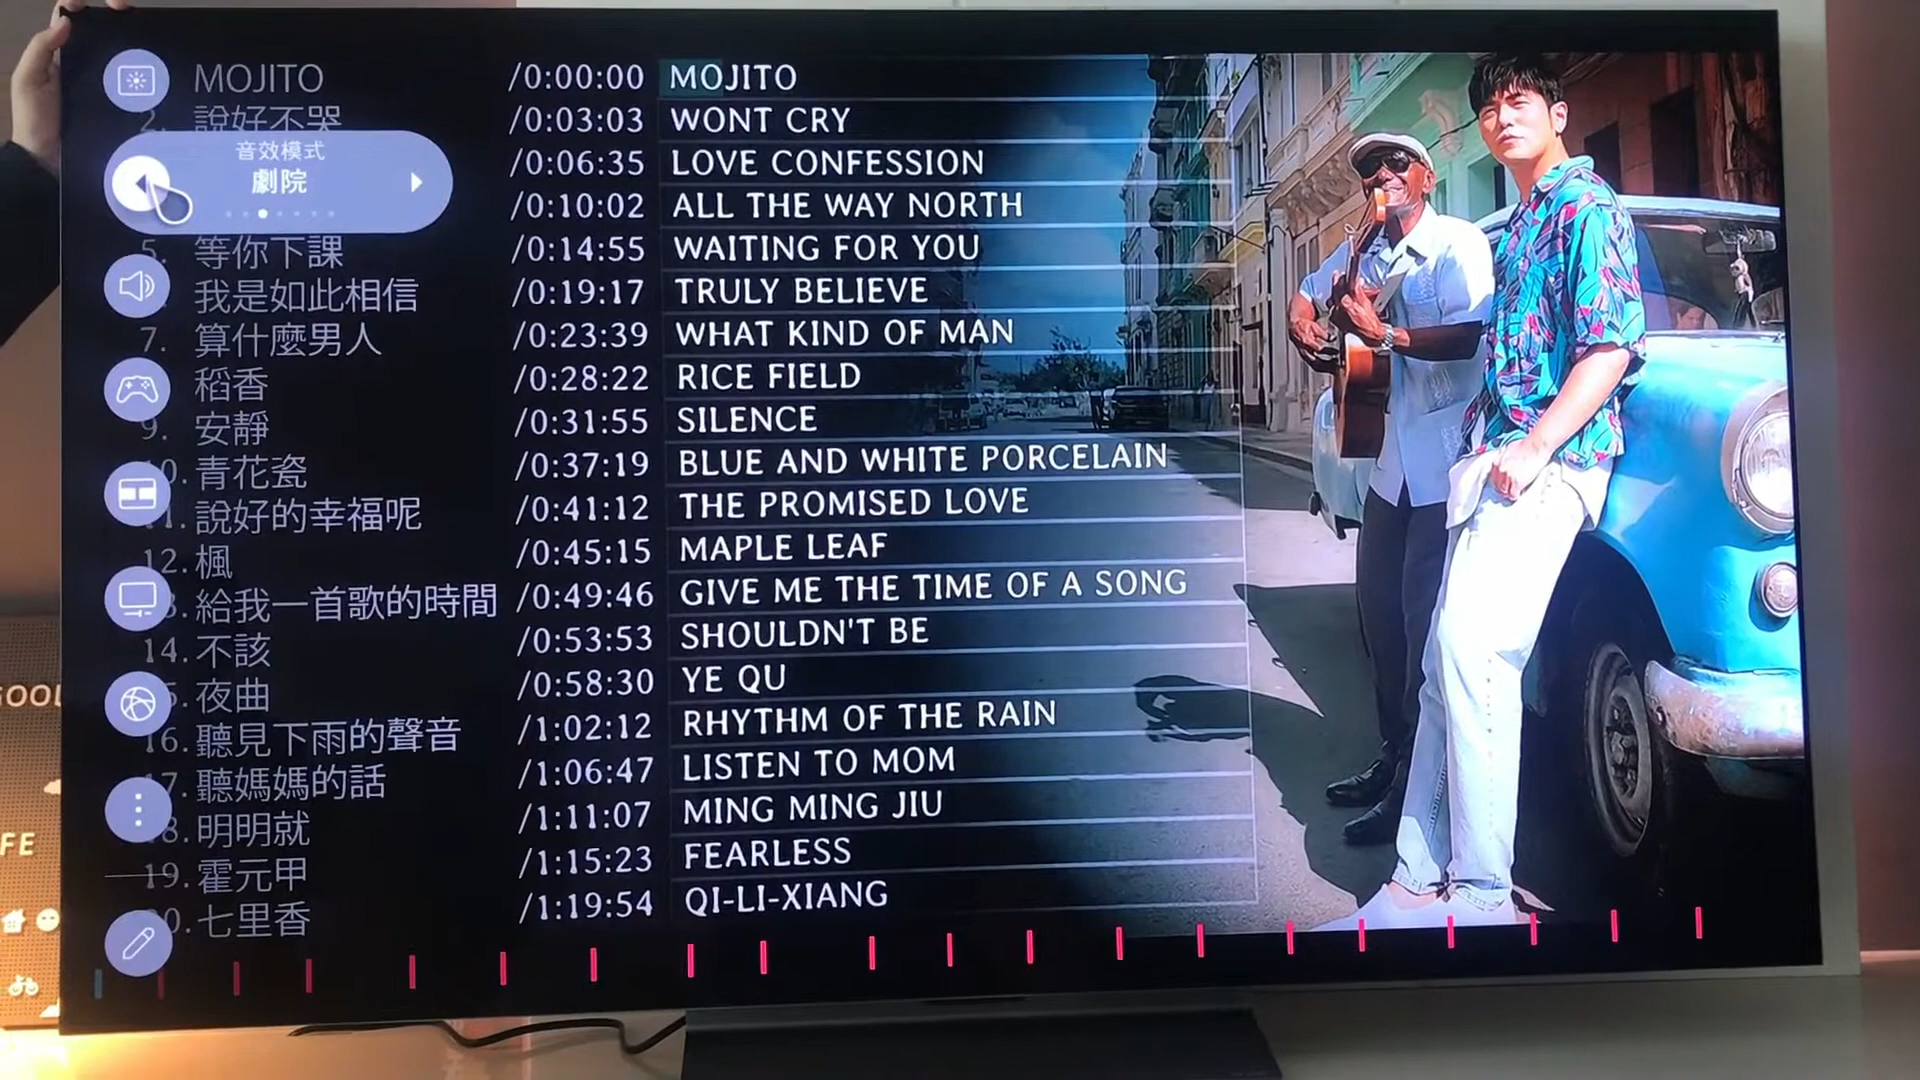 MOJITO /0:00:00 MOJITO
2. 說好不哭 /0:03:03 WONT CRY
音效模式
劇院
/0:06:35 LOVE CONFESSION
/0:10:02 ALL THE WAY NORTH
5. 等你下課 /0:14:55 WAITING FOR YOU
我是如此相信 /0:19:17 TRULY BELIEVE
7. 算什麼男人 /0:23:39 WHAT KIND OF MAN
稻香 /0:28:22 RICE FIELD
9. 安靜 /0:31:55 SILENCE
0. 青花瓷 /0:37:19 BLUE AND WHITE PORCELAIN
1. 說好的幸福呢 /0:41:12 THE PROMISED LOVE
12. 楓 /0:45:15 MAPLE LEAF
3. 給我一首歌的時間 /0:49:46 GIVE ME THE TIME OF A SONG
14. 不該 /0:53:53 SHOULDN'T BE
5. 夜曲 /0:58:30 YE QU
16. 聽見下雨的聲音 /1:02:12 RHYTHM OF THE RAIN
7. 聽媽媽的話 /1:06:47 LISTEN TO MOM
8. 明明就 /1:11:07 MING MING JIU
19. 霍元甲 /1:15:23 FEARLESS
0. 七里香 /1:19:54 QI-LI-XIANG